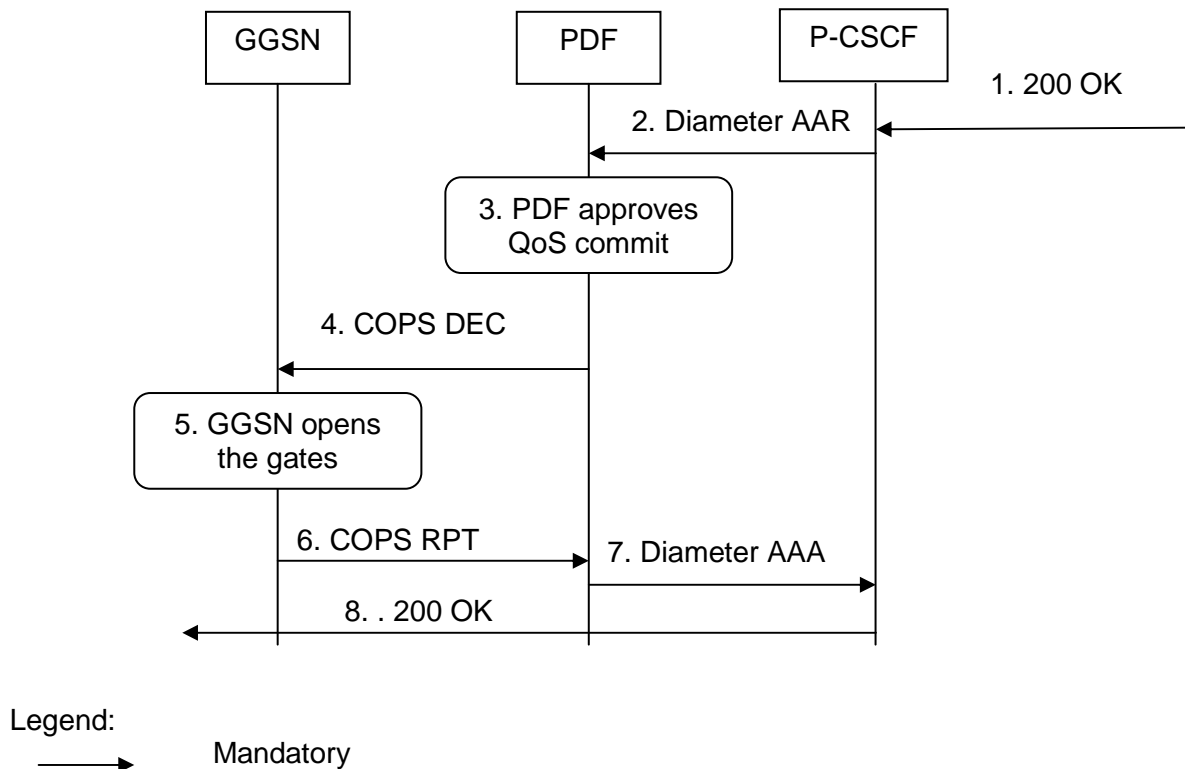 GGSN
PDF
P-CSCF
1. 200 OK
2. Diameter AAR
3. PDF approves
QoS commit
4. COPS DEC
5. GGSN opens
the gates
6. COPS RPT
7. Diameter AAA
8. . 200 OK
Legend:
Mandatory